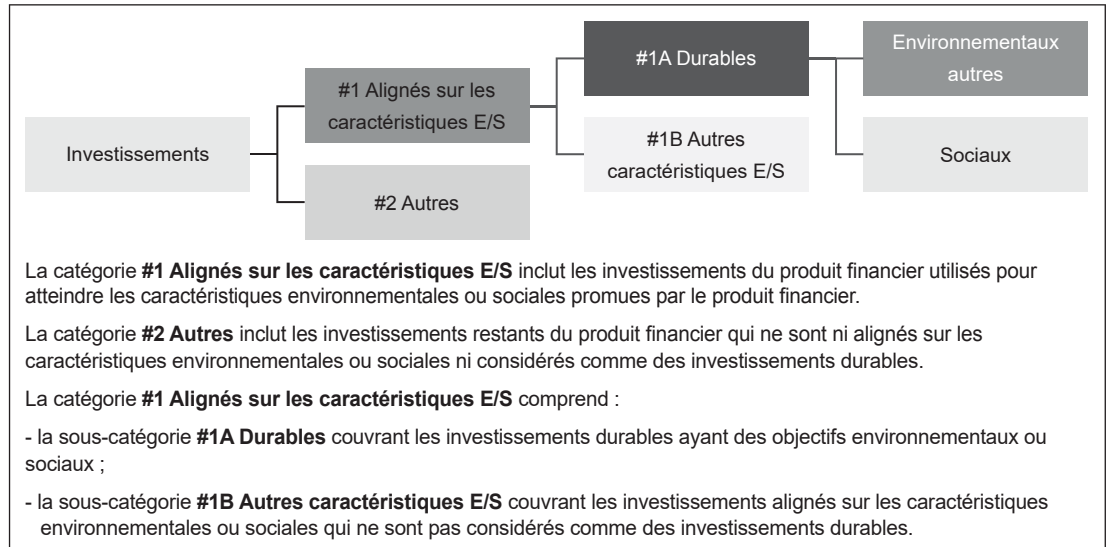 Investissements
#1 Alignés sur les
caractéristiques E/S
#2 Autres
#1A Durables
#1B Autres
caractéristiques E/S
Environnementaux
autres
Sociaux
La catégorie #1 Alignés sur les caractéristiques E/S inclut les investissements du produit financier utilisés pour
atteindre les caractéristiques environnementales ou sociales promues par le produit financier.
La catégorie #2 Autres inclut les investissements restants du produit financier qui ne sont ni alignés sur les
caractéristiques environnementales ou sociales ni considérés comme des investissements durables.
La catégorie #1 Alignés sur les caractéristiques E/S comprend :
- la sous-catégorie #1A Durables couvrant les investissements durables ayant des objectifs environnementaux ou
sociaux ;
- la sous-catégorie #1B Autres caractéristiques E/S couvrant les investissements alignés sur les caractéristiques
environnementales ou sociales qui ne sont pas considérés comme des investissements durables.